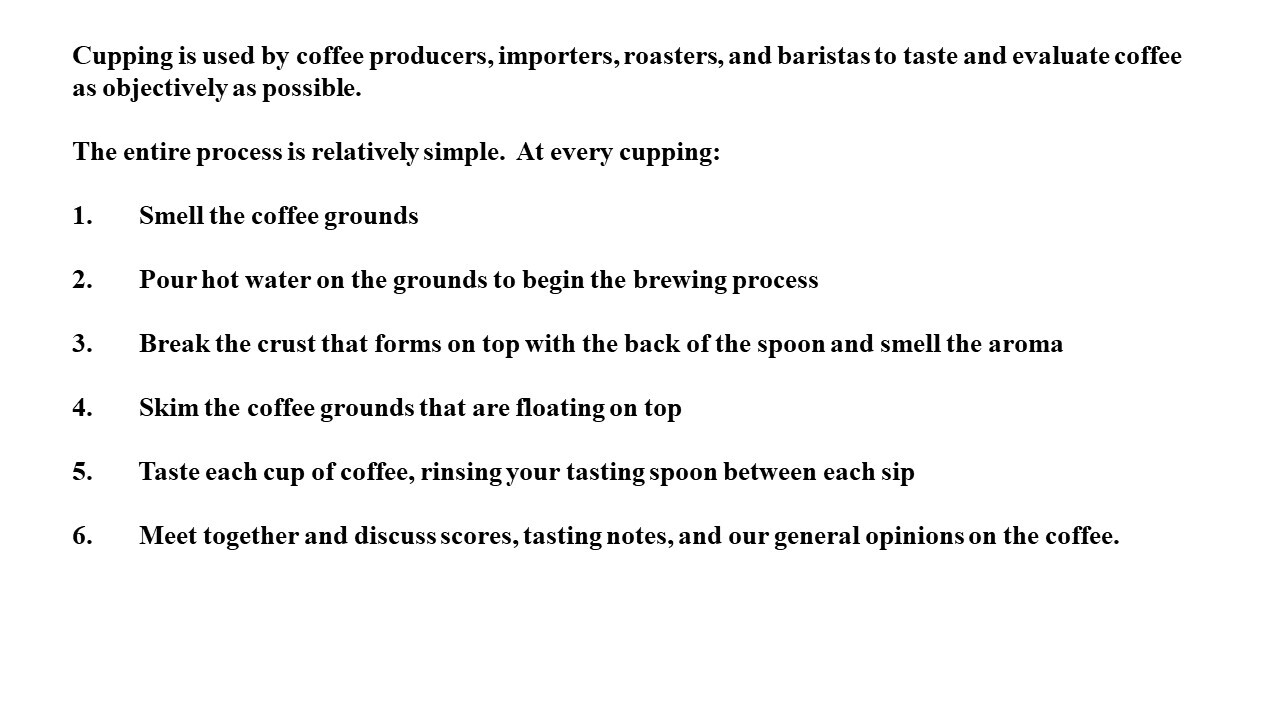 Cupping is used by coffee producers, importers, roasters, and baristas to taste and evaluate coffee
as objectively as possible.
The entire process is relatively simple.  At every cupping:
1. Smell the coffee grounds
2. Pour hot water on the grounds to begin the brewing process
3. Break the crust that forms on top with the back of the spoon and smell the aroma
4. Skim the coffee grounds that are floating on top
5. Taste each cup of coffee, rinsing your tasting spoon between each sip
6. Meet together and discuss scores, tasting notes, and our general opinions on the coffee.